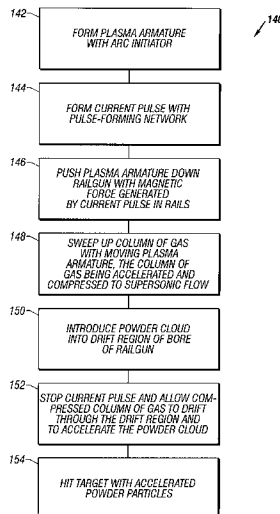 142
140
FORM PLASMA ARMATURE
WITH ARC INITIATOR
144
FORM CURRENT PULSE WITH
PULSE-FORMING NETWORK
146
PUSH PLASMA ARMATURE DOWN
RAILGUN WITH MAGNETIC
FORCE GENERATED
BY CURRENT PULSE IN RAILS
148
SWEEP UP COLUMN OF GAS
WITH MOVING PLASMA
ARMATURE, THE COLUMN OF
GAS BEING ACCELERATED AND
COMPRESSED TO SUPERSONIC FLOW
150
INTRODUCE POWDER CLOUD
INTO DRIFT REGION OF BORE
OF RAILGUN
152
STOP CURRENT PULSE AND ALLOW COM-
PRESSED COLUMN OF GAS TO DRIFT
THROUGH THE DRIFT REGION AND
TO ACCELERATE THE POWDER CLOUD
154
HIT TARGET WITH ACCELERATED
POWDER PARTICLES